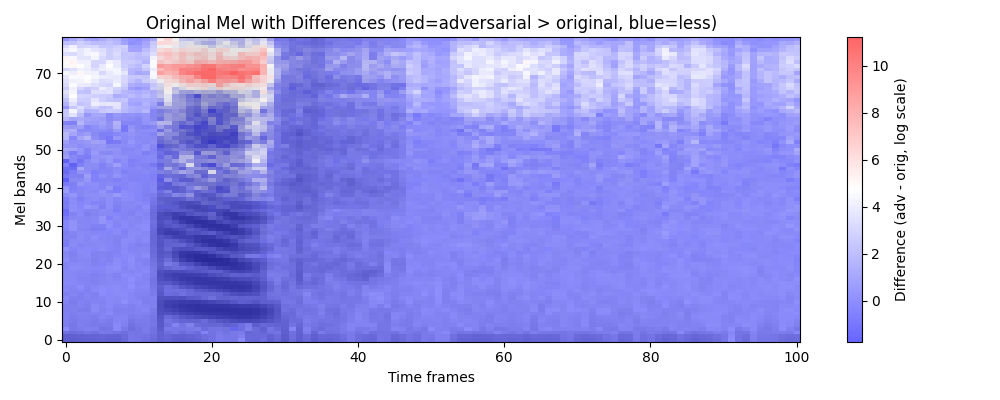 Original Mel with Differences (red=adversarial > original, blue=less)
Mel bands
70
60
50
40
30
20
10
0
0 20 40 60 80 100
Time frames
10
8
6
4
2
0
Difference (adv - orig, log scale)